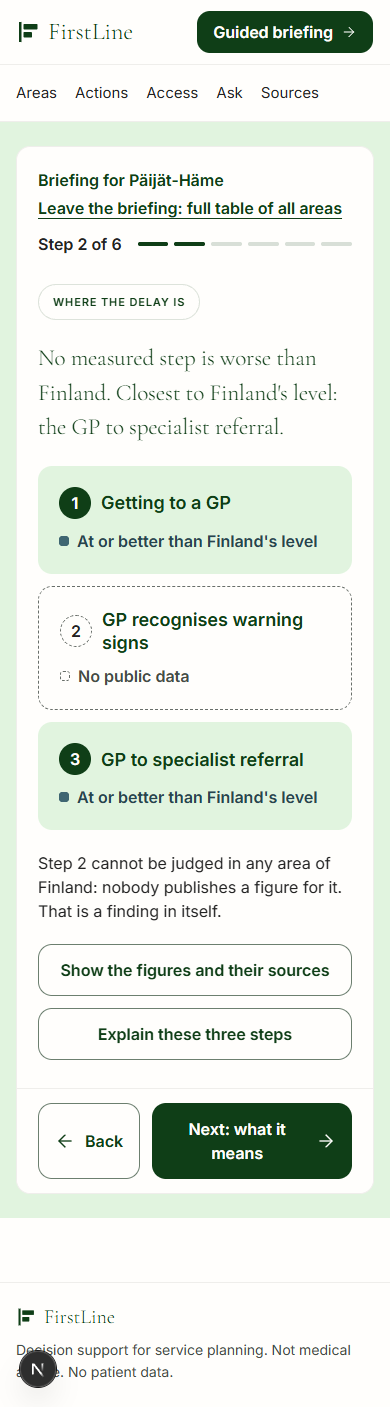 FirstLine
Guided briefing →
Areas Actions Access Ask Sources
Briefing for Päijät-Häme
Leave the briefing: full table of all areas
Step 2 of 6
WHERE THE DELAY IS
No measured step is worse than
Finland. Closest to Finland's level:
the GP to specialist referral.
1 Getting to a GP
At or better than Finland's level
2 GP recognises warning
signs
No public data
3 GP to specialist referral
At or better than Finland's level
Step 2 cannot be judged in any area of
Finland: nobody publishes a figure for it.
That is a finding in itself.
Show the figures and their sources
Explain these three steps
← Back
Next: what it
means →
FirstLine
Decision support for service planning. Not medical
N
No patient data.